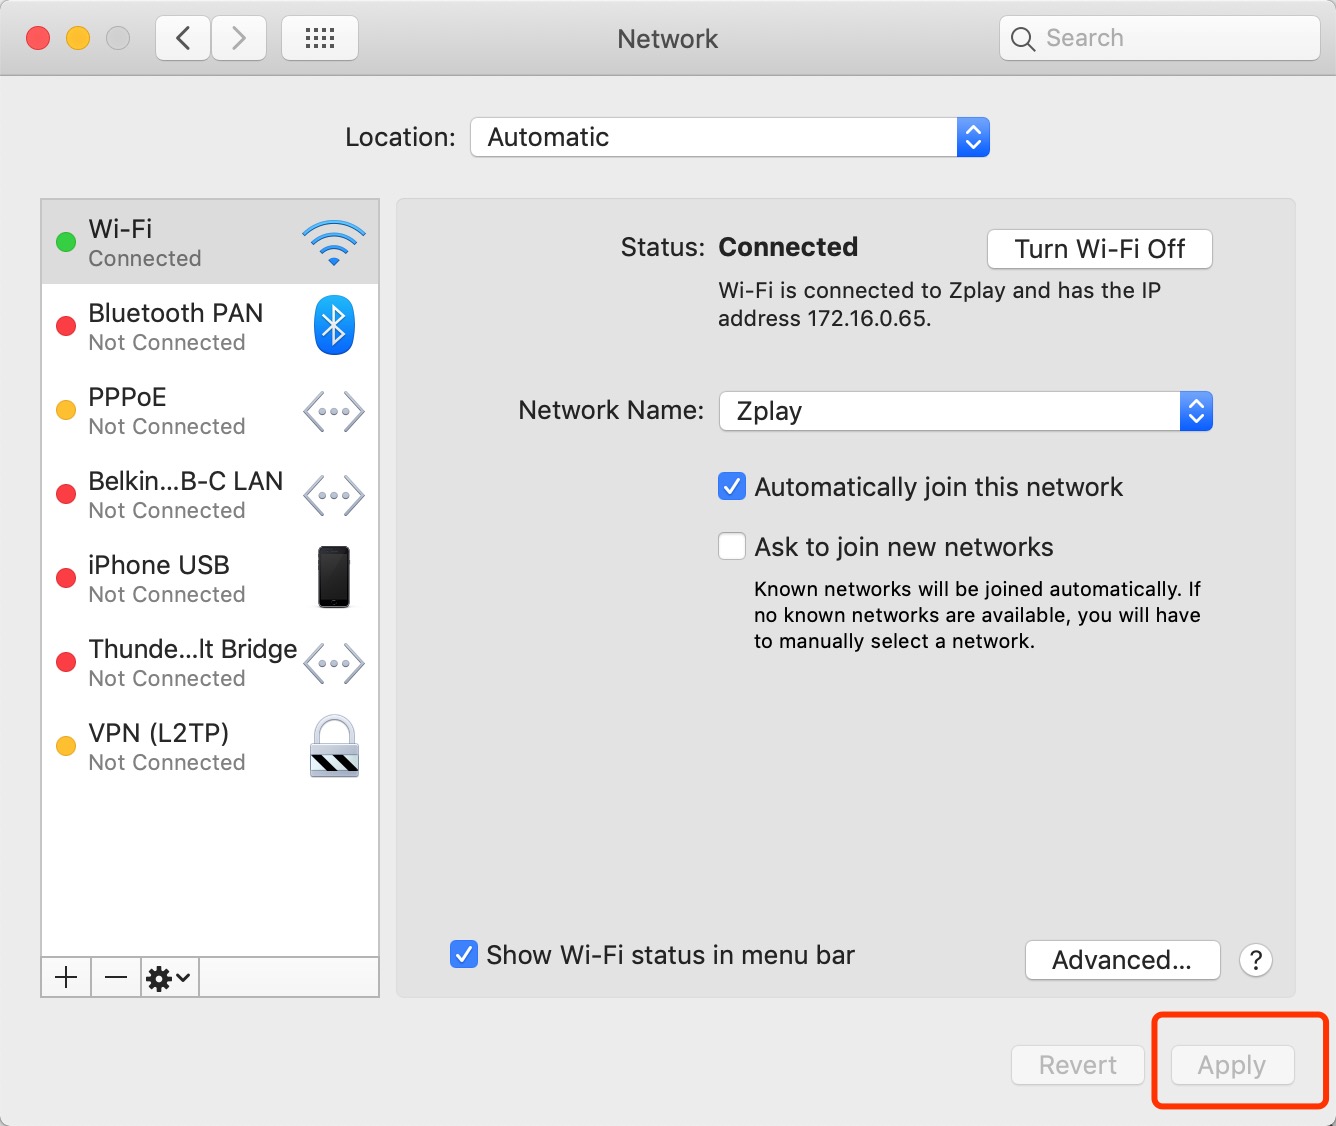 Network
Search
Location: Automatic
Wi-Fi
Connected
Bluetooth PAN
Not Connected
PPPoE
Not Connected
Belkin...B-C LAN
Not Connected
iPhone USB
Not Connected
Thunde...lt Bridge
Not Connected
VPN (L2TP)
Not Connected
Status: Connected
Turn Wi-Fi Off
Wi-Fi is connected to Zplay and has the IP
address 172.16.0.65.
Network Name: Zplay
Automatically join this network
Ask to join new networks
Known networks will be joined automatically. If
no known networks are available, you will have
to manually select a network.
Show Wi-Fi status in menu bar
Advanced...
?
Revert
Apply